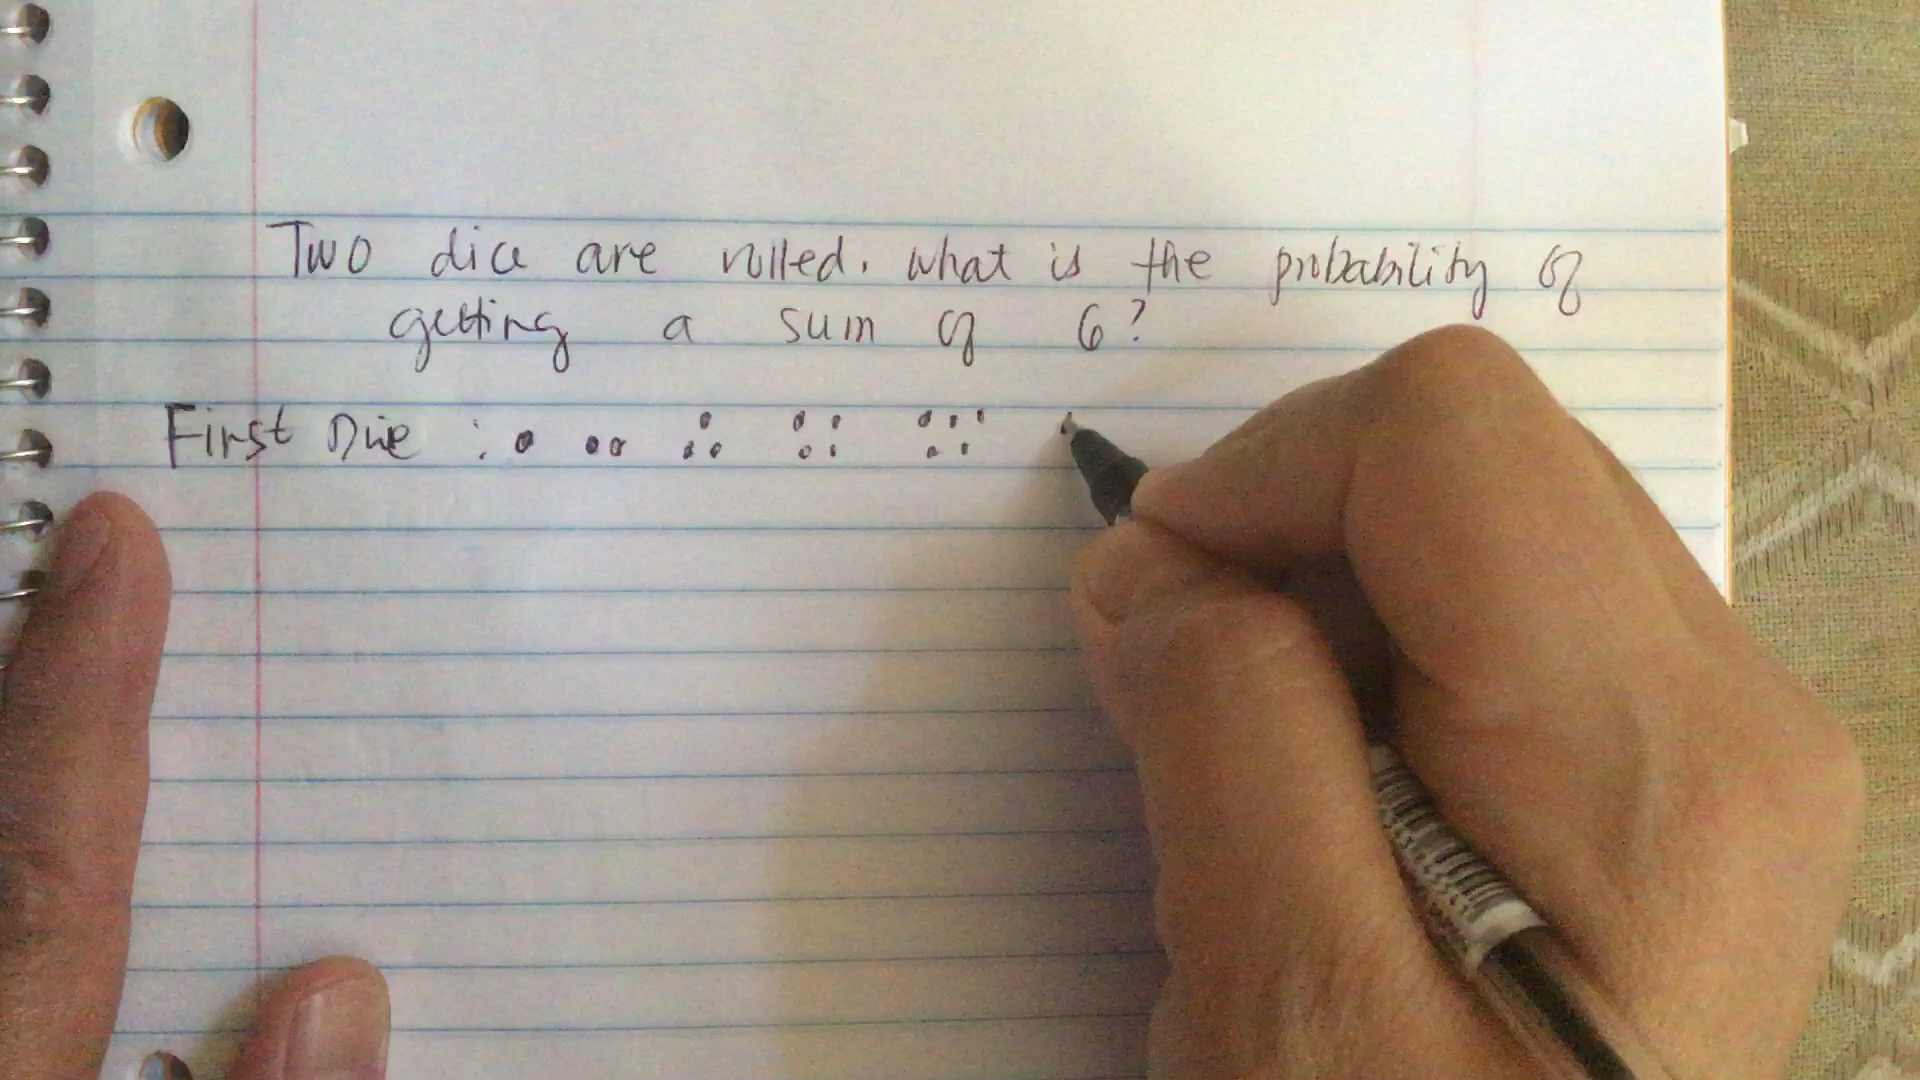 Two dice are rolled. what is the probability of
getting a sum of 6?
First Die :